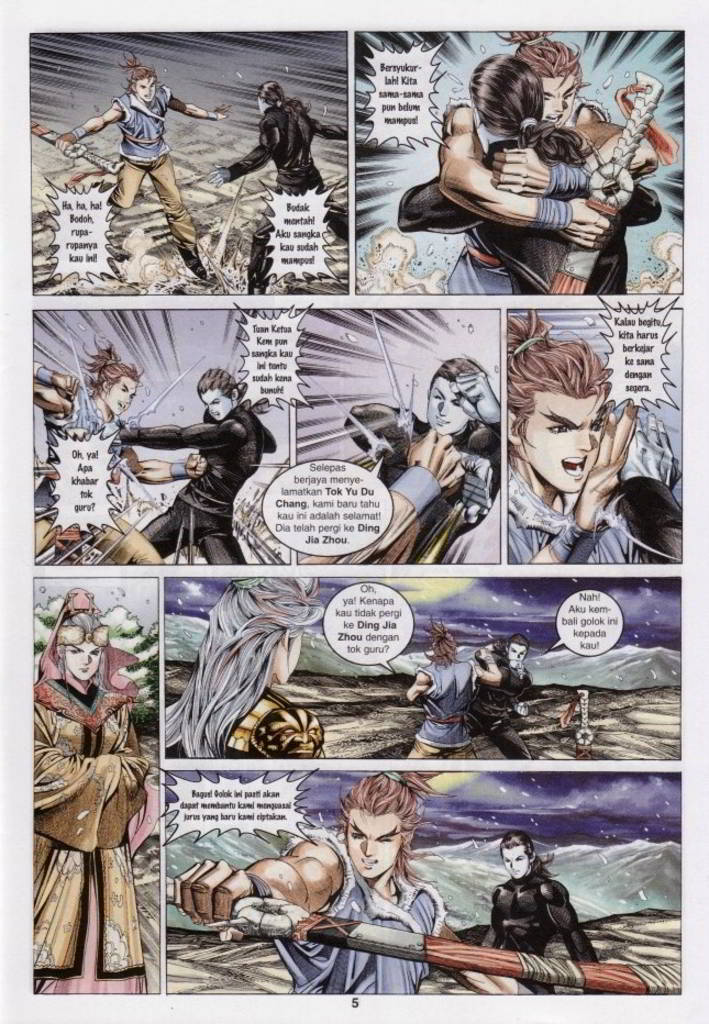 Ha, ha, ha!
Bodoh,
rupa-
rupanya
kau ini!
Budak
mentah!
Aku sangka
kau sudah
mampus!
Bersyukur-
lah! Kita
sama-sama
pun belum
mampus!
Oh, ya!
Apa
khabar
tok
guru?
Tuan Ketua
Kem pun
sangka kau
ini tentu
sudah kena
bunuh!
Selepas
berjaya menye-
lamatkan Tok Yu Du
Chang, kami baru tahu
kau ini adalah selamat!
Dia telah pergi ke Ding
Jia Zhou.
Kalau begitu,
kita harus
berkejar
ke sana
dengan
segera.
Oh,
ya! Kenapa
kau tidak pergi
ke Ding Jia
Zhou dengan
tok guru?
Nah!
Aku kem-
bali golok ini
kepada
kau!
Bagus! Golok ini pasti akan
dapat membantu kami menguasai
jurus yang baru kami ciptakan.
5